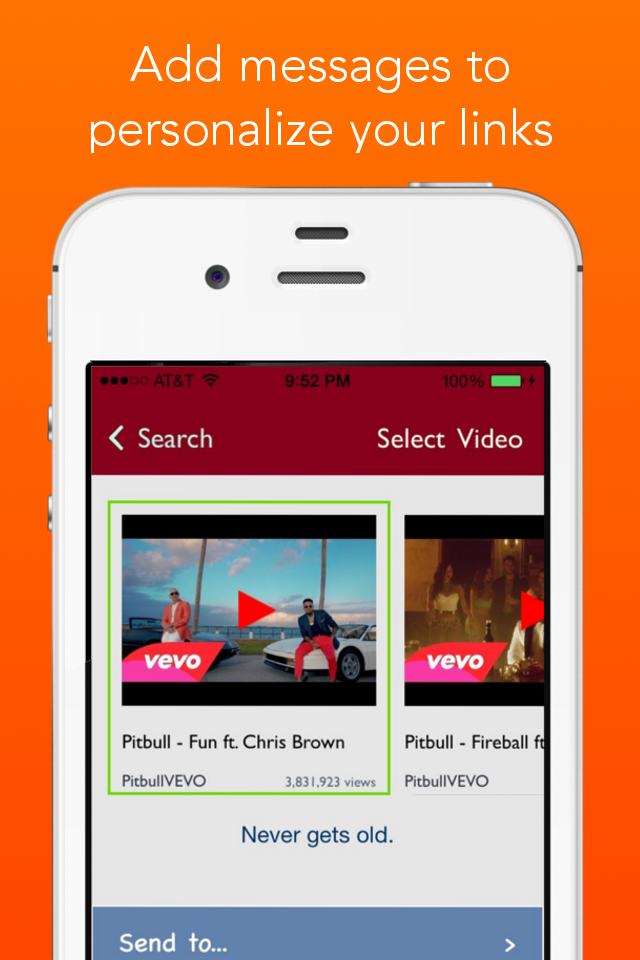 Add messages to
personalize your links
AT&T 9:52 PM 100%
Search Select Video
vevo vevo
Pitbull - Fun ft. Chris Brown Pitbull - Fireball ft
PitbullVEVO 3,831,923 views PitbullVEVO
Never gets old.
Send to...